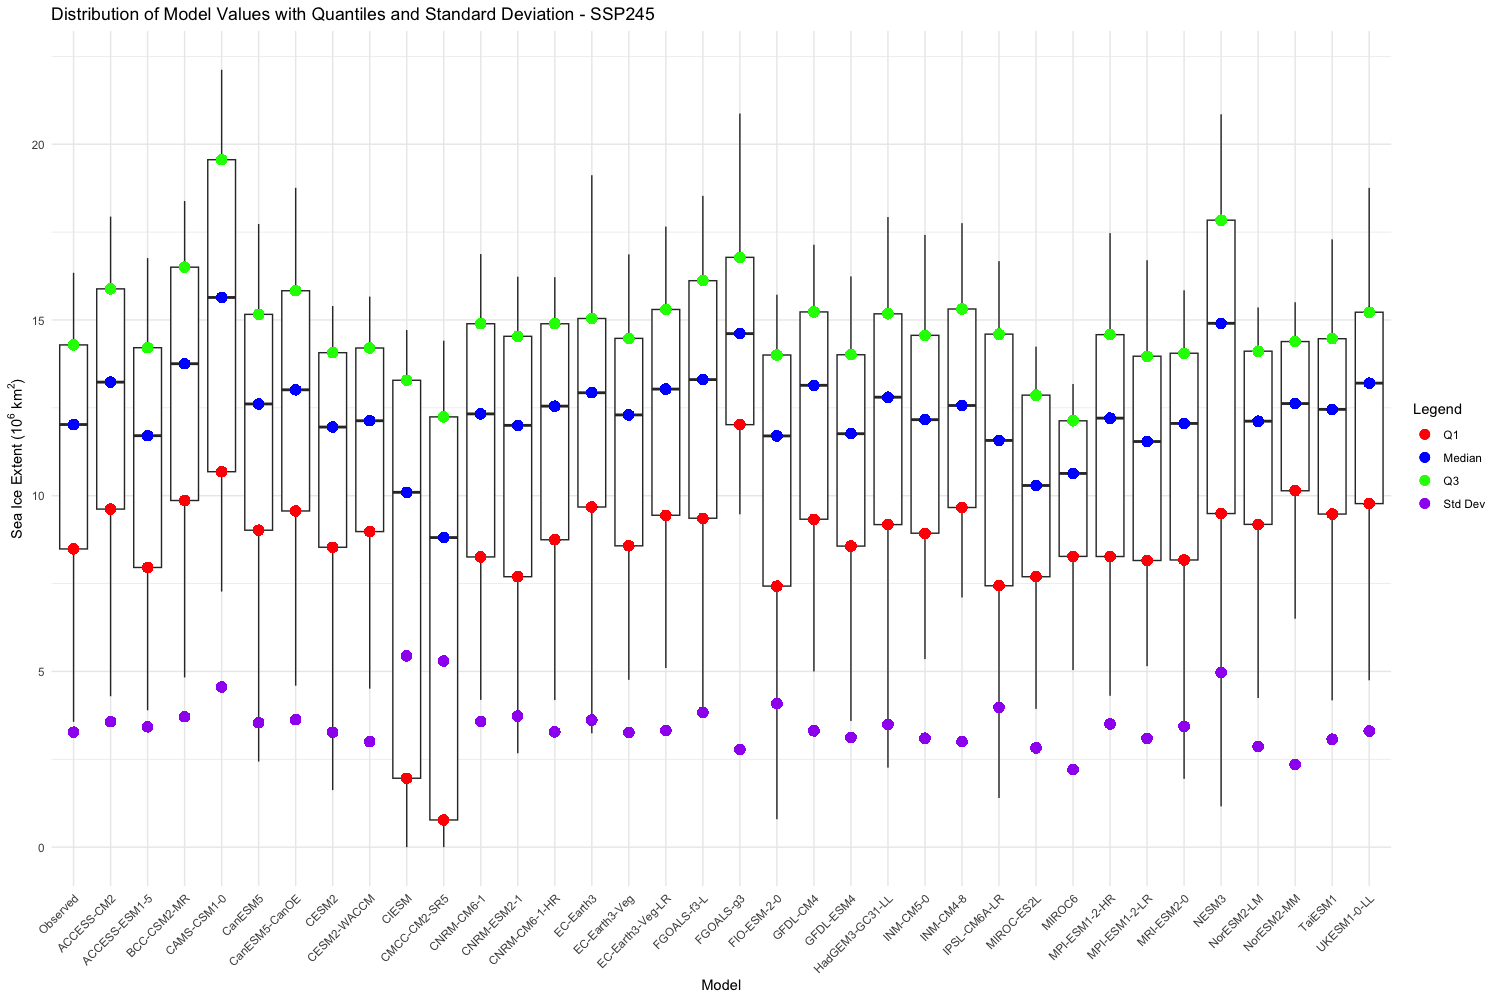 Distribution of Model Values with Quantiles and Standard Deviation - SSP245
Sea Ice Extent (10⁶ km²)
20
15
10
5
0
Observed
ACCESS-CM2
ACCESS-ESM1-5
BCC-CSM2-MR
CAMS-CSM1-0
CanESM5
CanESM5-CanOE
CESM2
CESM2-WACCM
CIESM
CMCC-CM2-SR5
CNRM-CM6-1
CNRM-ESM2-1
CNRM-CM6-1-HR
EC-Earth3
EC-Earth3-Veg
EC-Earth3-Veg-LR
FGOALS-f3-L
FGOALS-g3
FIO-ESM-2-0
GFDL-CM4
GFDL-ESM4
HadGEM3-GC31-LL
INM-CM5-0
INM-CM4-8
IPSL-CM6A-LR
MIROC-ES2L
MIROC6
MPI-ESM1-2-HR
MPI-ESM1-2-LR
MRI-ESM2-0
NESM3
NorESM2-LM
NorESM2-MM
TaiESM1
UKESM1-0-LL
Model
Legend
Q1
Median
Q3
Std Dev